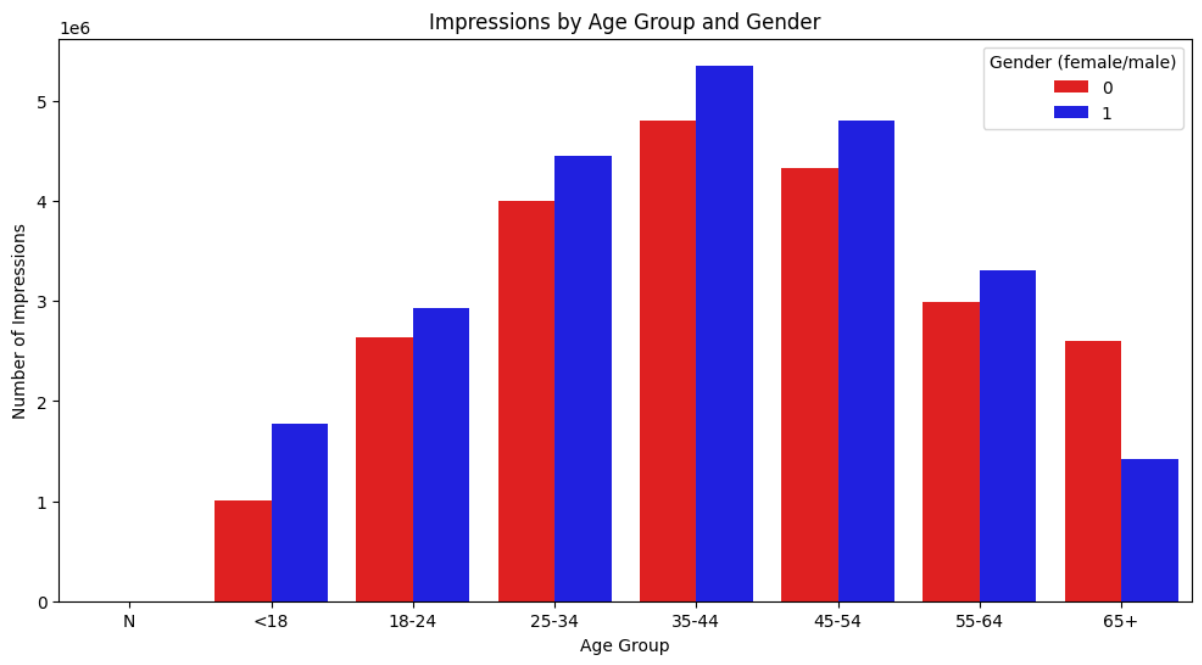 Impressions by Age Group and Gender
1e6
Gender (female/male)
0
1
5
4
3
2
1
0
Number of Impressions
N <18 18-24 25-34 35-44 45-54 55-64 65+
Age Group